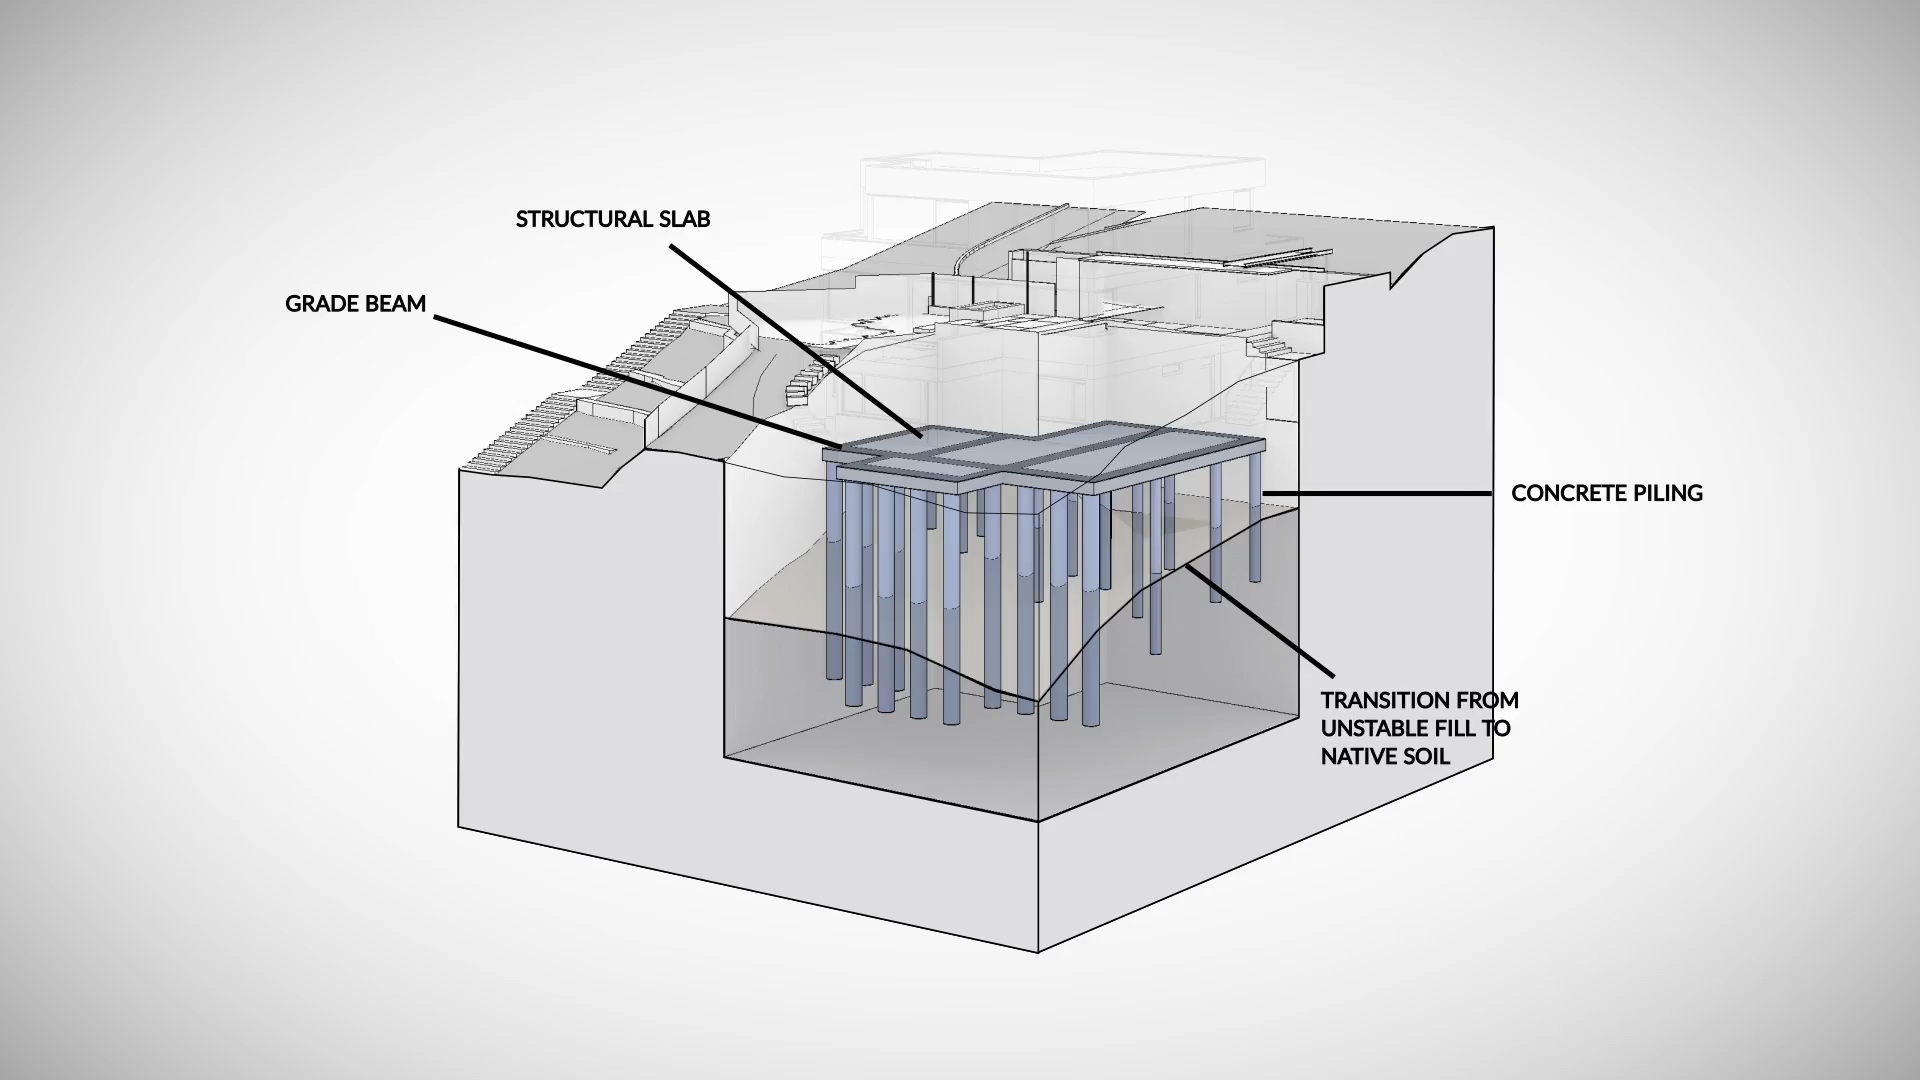 STRUCTURAL SLAB
GRADE BEAM
CONCRETE PILING
TRANSITION FROM
UNSTABLE FILL TO
NATIVE SOIL